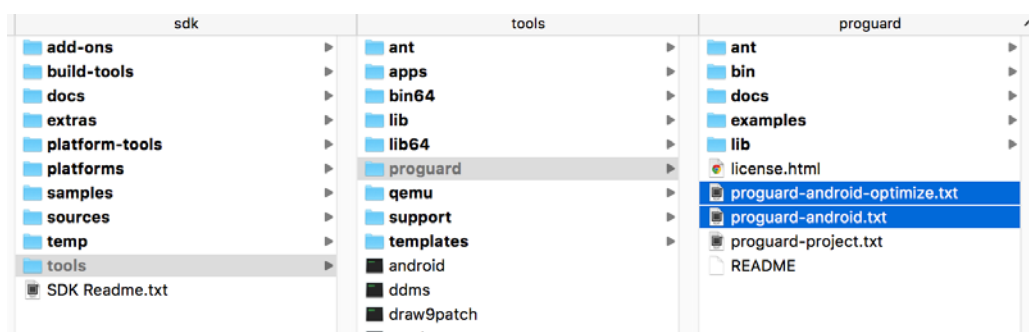 sdk
add-ons
build-tools
docs
extras
platform-tools
platforms
samples
sources
temp
tools
SDK Readme.txt
tools
ant
apps
bin64
lib
lib64
proguard
qemu
support
templates
android
ddms
draw9patch
proguard
ant
bin
docs
examples
lib
license.html
proguard-android-optimize.txt
proguard-android.txt
proguard-project.txt
README